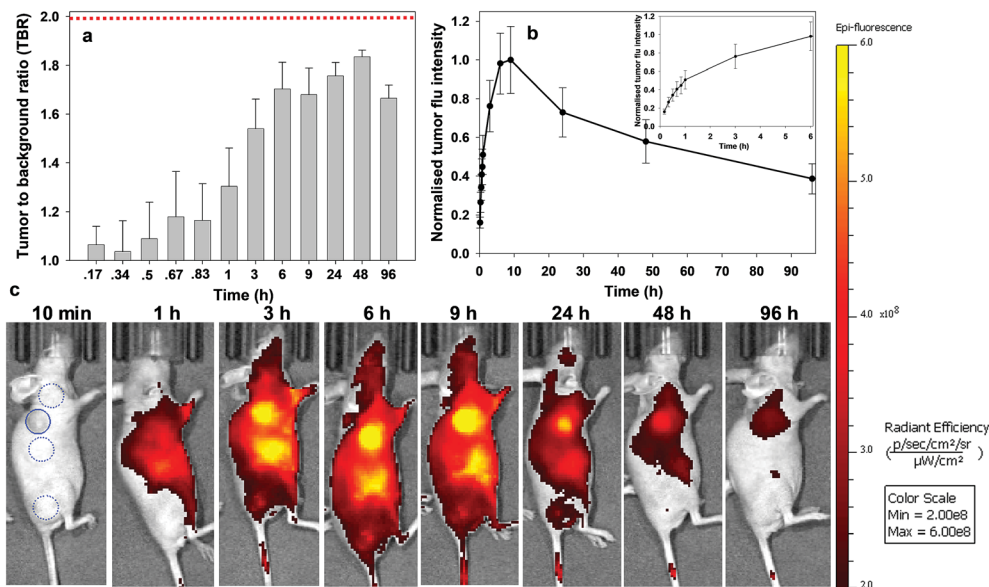 a
Tumor to background ratio (TBR)
2.0
1.8
1.6
1.4
1.2
1.0
.17 .34 .5 .67 .83 1 3 6 9 24 48 96
Time (h)
b
Normalised tumor flu intensity
1.2
1.0
0.8
0.6
0.4
0.2
0.0
0 10 20 30 40 50 60 70 80 90
Time (h)
Normalised tumor flu intensity
1.2
1.0
0.8
0.6
0.4
0.2
0.0
0 1 2 3 4 5 6
Time (h)
c
10 min 1 h 3 h 6 h 9 h 24 h 48 h 96 h
Epi-fluorescence
6.0
5.0
4.0 x10⁸
3.0
2.0
Radiant Efficiency
(p/sec/cm²/sr
µW/cm²)
Color Scale
Min = 2.00e8
Max = 6.00e8